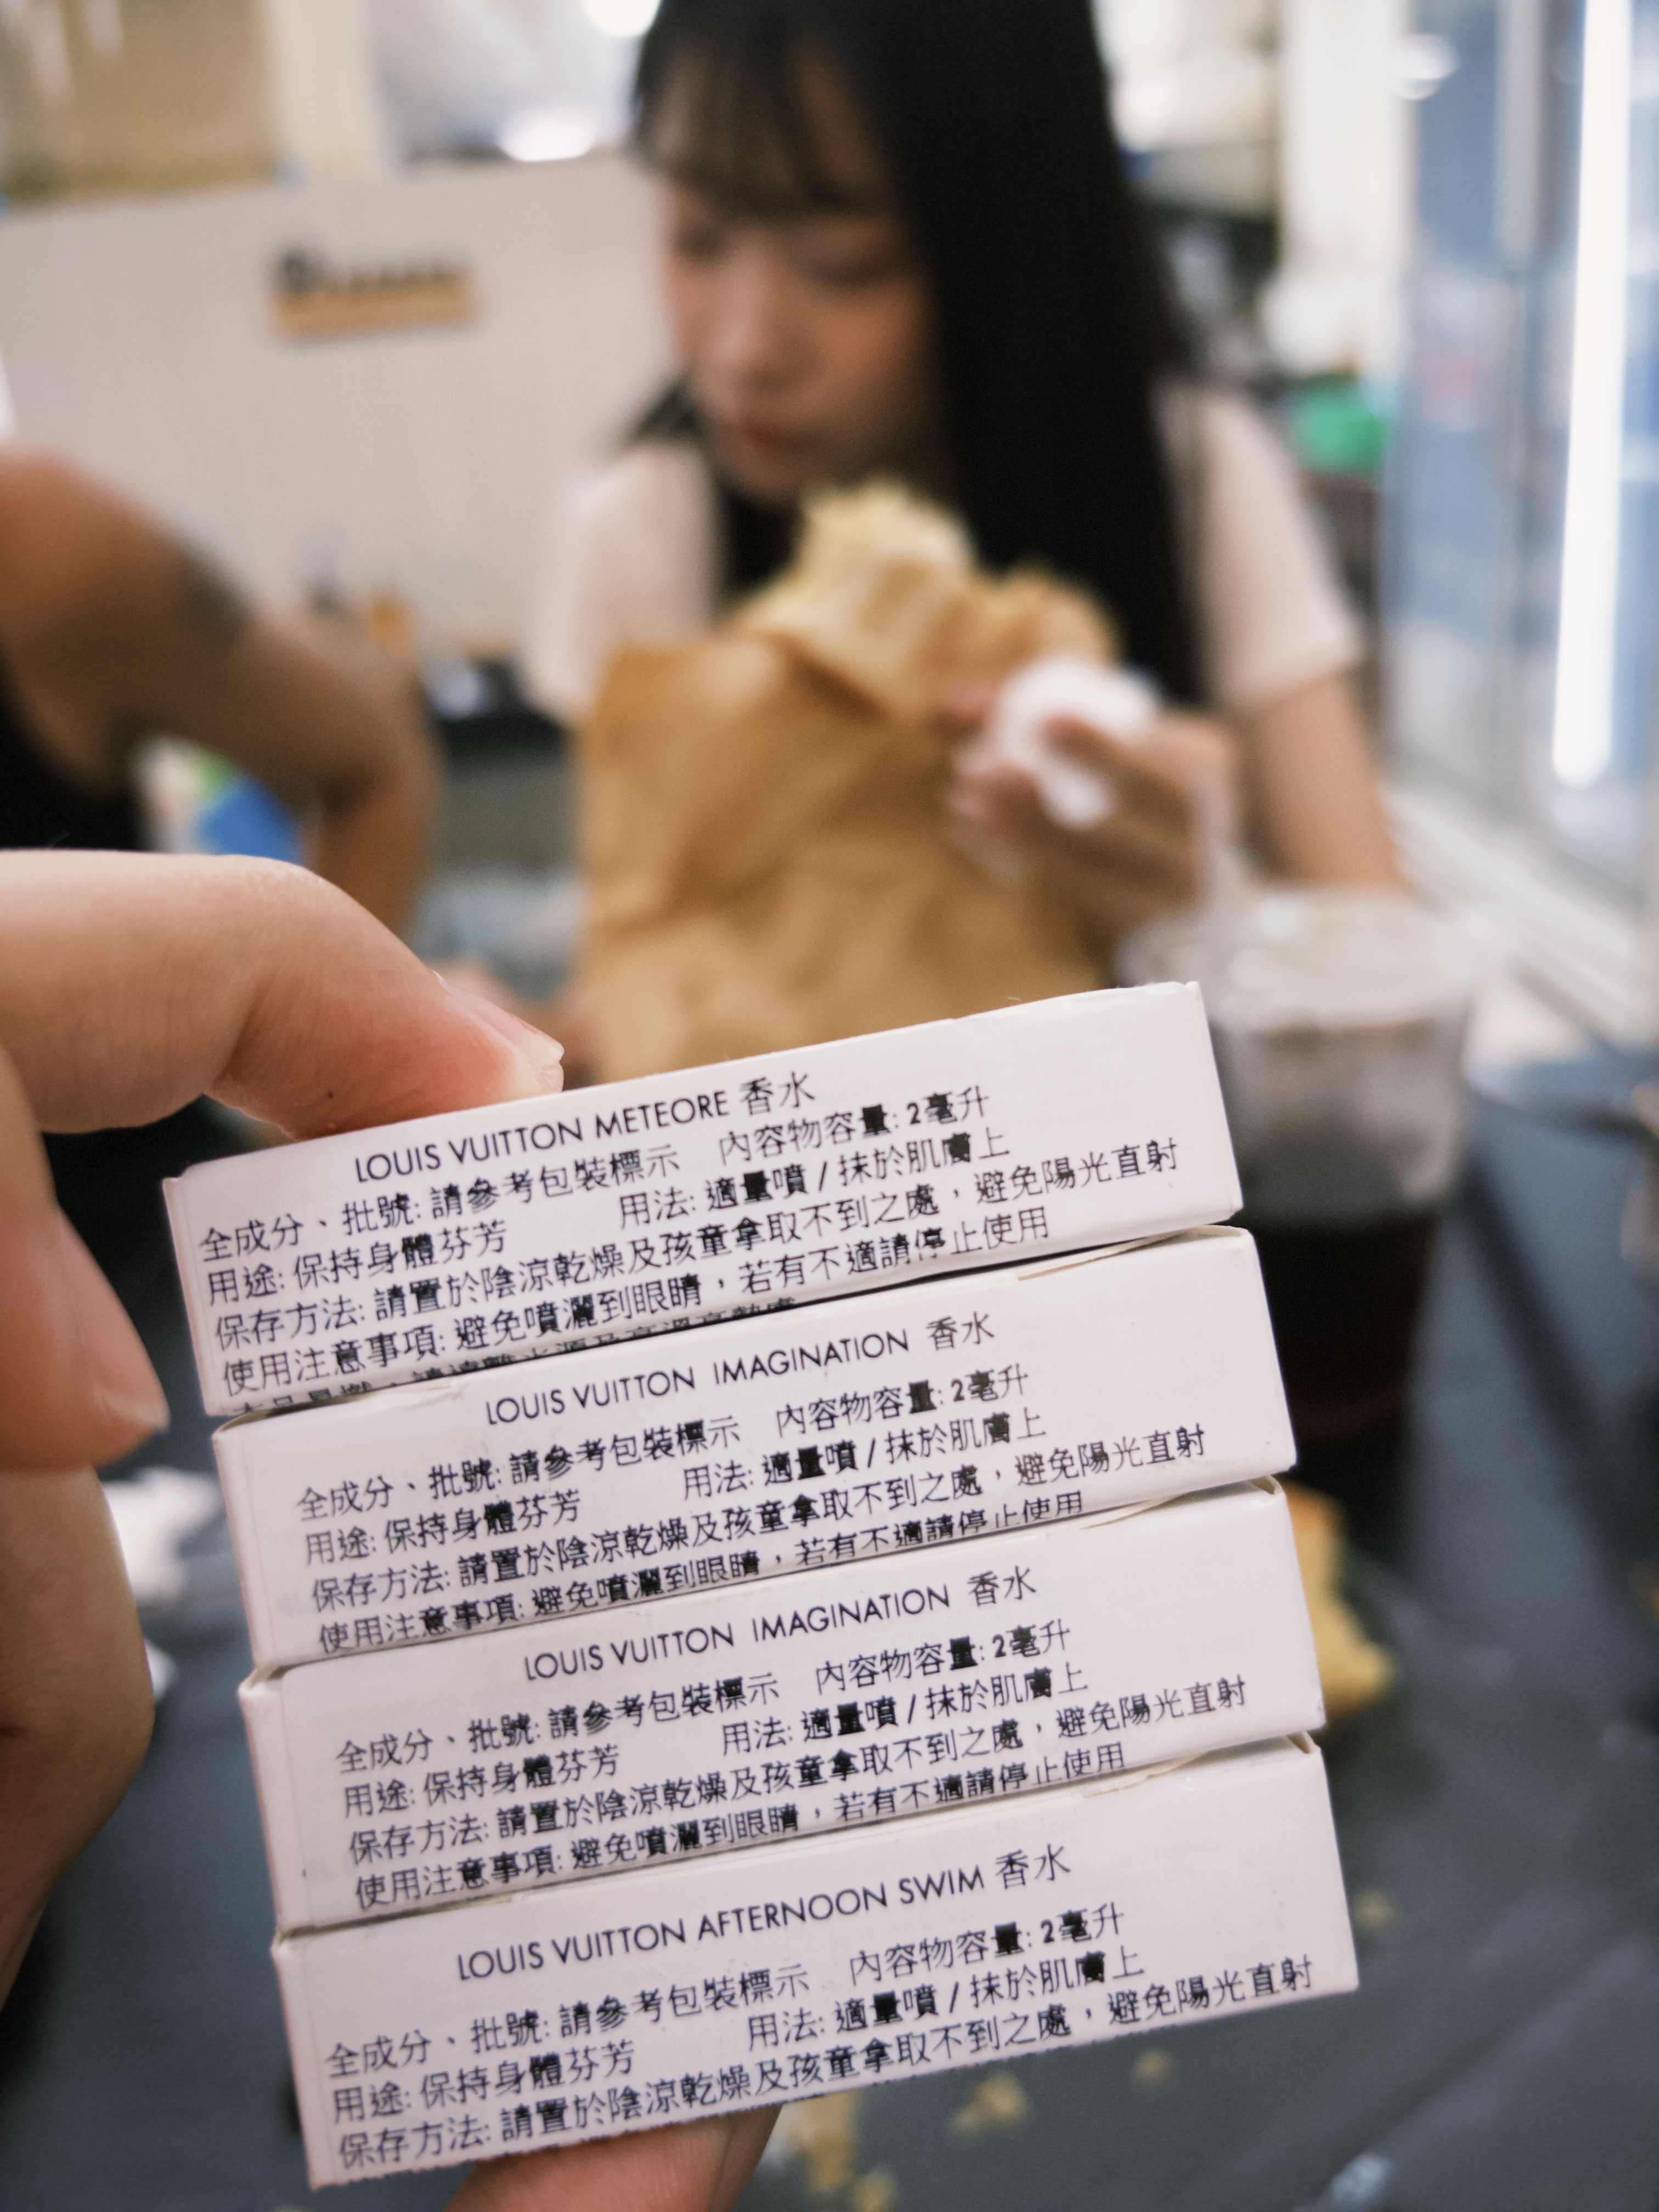 LOUIS VUITTON METEORE 香水
全成分、批號: 請參考包裝標示 內容物容量: 2毫升
用途: 保持身體芬芳 用法: 適量噴 / 抹於肌膚上
保存方法: 請置於陰涼乾燥及孩童拿取不到之處，避免陽光直射
使用注意事項: 避免噴灑到眼睛，若有不適請停止使用
LOUIS VUITTON IMAGINATION 香水
全成分、批號: 請參考包裝標示 內容物容量: 2毫升
用途: 保持身體芬芳 用法: 適量噴 / 抹於肌膚上
保存方法: 請置於陰涼乾燥及孩童拿取不到之處，避免陽光直射
使用注意事項: 避免噴灑到眼睛，若有不適請停止使用
LOUIS VUITTON IMAGINATION 香水
全成分、批號: 請參考包裝標示 內容物容量: 2毫升
用途: 保持身體芬芳 用法: 適量噴 / 抹於肌膚上
保存方法: 請置於陰涼乾燥及孩童拿取不到之處，避免陽光直射
使用注意事項: 避免噴灑到眼睛，若有不適請停止使用
LOUIS VUITTON AFTERNOON SWIM 香水
全成分、批號: 請參考包裝標示 內容物容量: 2毫升
用途: 保持身體芬芳 用法: 適量噴 / 抹於肌膚上
保存方法: 請置於陰涼乾燥及孩童拿取不到之處，避免陽光直射